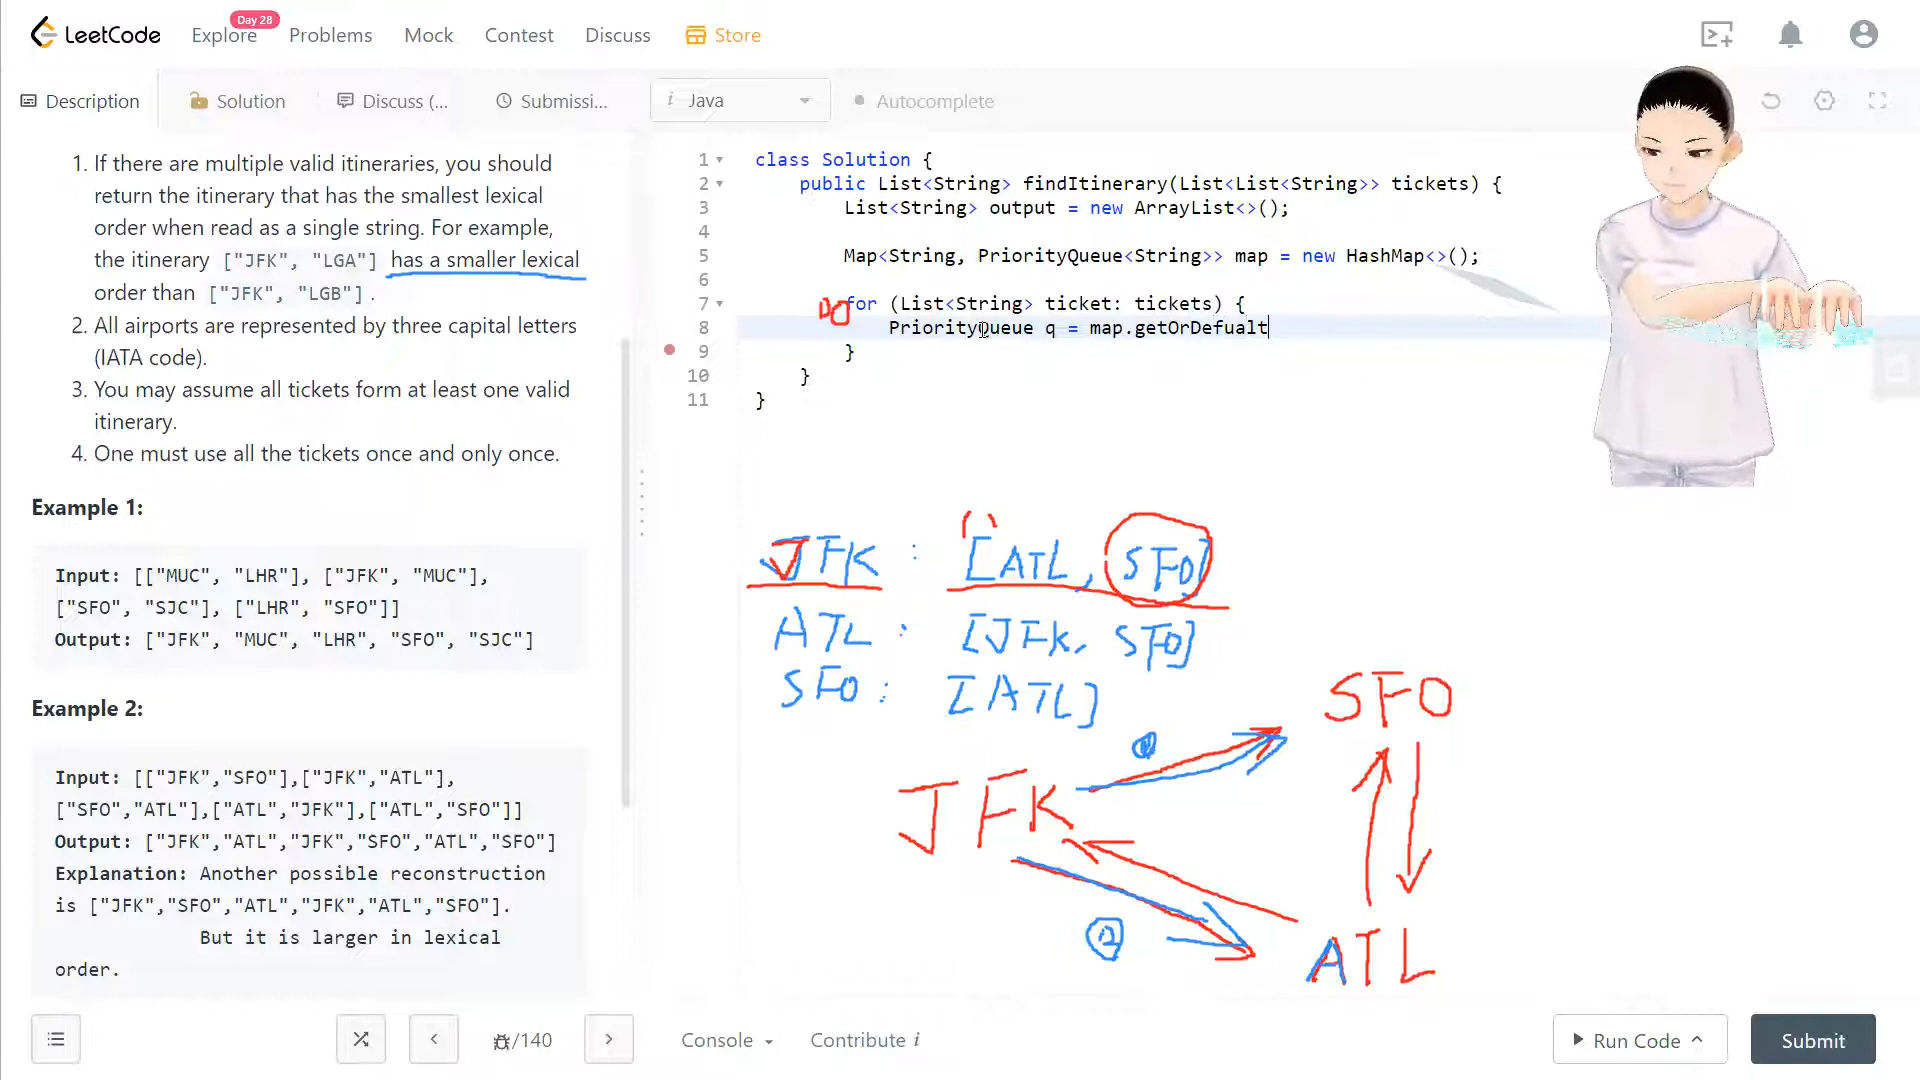 LeetCode
Explore
Day 28
Problems
Mock
Contest
Discuss
Store
Description
Solution
Discuss (...
Submissi...
i Java
Autocomplete
1. If there are multiple valid itineraries, you should
return the itinerary that has the smallest lexical
order when read as a single string. For example,
the itinerary ["JFK", "LGA"] has a smaller lexical
order than ["JFK", "LGB"] .
2. All airports are represented by three capital letters
(IATA code).
3. You may assume all tickets form at least one valid
itinerary.
4. One must use all the tickets once and only once.
Example 1:
Input: [["MUC", "LHR"], ["JFK", "MUC"],
["SFO", "SJC"], ["LHR", "SFO"]]
Output: ["JFK", "MUC", "LHR", "SFO", "SJC"]
Example 2:
Input: [["JFK","SFO"],["JFK","ATL"],
["SFO","ATL"],["ATL","JFK"],["ATL","SFO"]]
Output: ["JFK","ATL","JFK","SFO","ATL","SFO"]
Explanation: Another possible reconstruction
is ["JFK","SFO","ATL","JFK","ATL","SFO"].
But it is larger in lexical
order.
1 class Solution {
2 public List<String> findItinerary(List<List<String>> tickets) {
3 List<String> output = new ArrayList<>();
4
5 Map<String, PriorityQueue<String>> map = new HashMap<>();
6
7 for (List<String> ticket: tickets) {
8 PriorityQueue q = map.getOrDefualt
9 }
10 }
11 }
JFK : [ATL, SFO]
ATL : [JFK, SFO]
SFO : [ATL]
SFO
JFK
2
ATL
/140
Console
Contribute i
Run Code
Submit